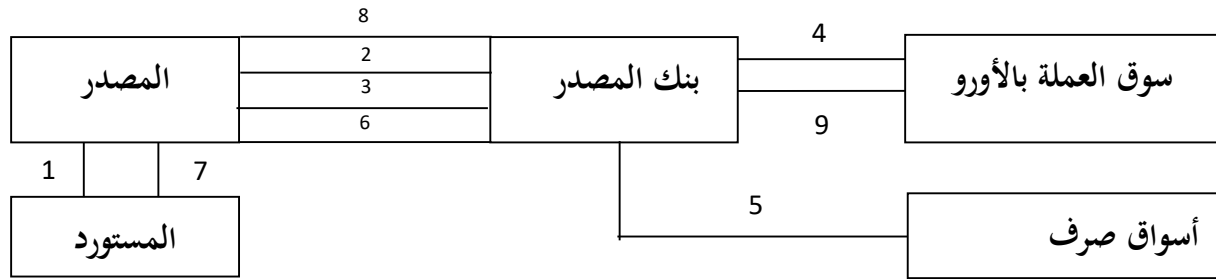 8
المصدر
2
3
6
بنك المصدر
4
9
سوق العملة بالأورو
1
7
المستورد
5
أسواق صرف